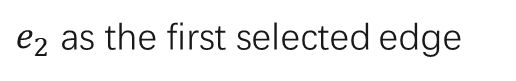 e₂ as the first selected edge